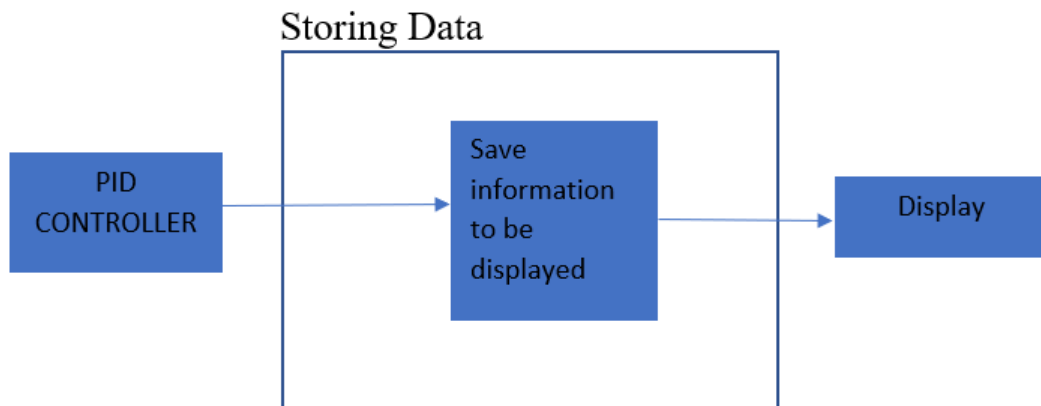 Storing Data
PID
CONTROLLER
Save
information
to be
displayed
Display